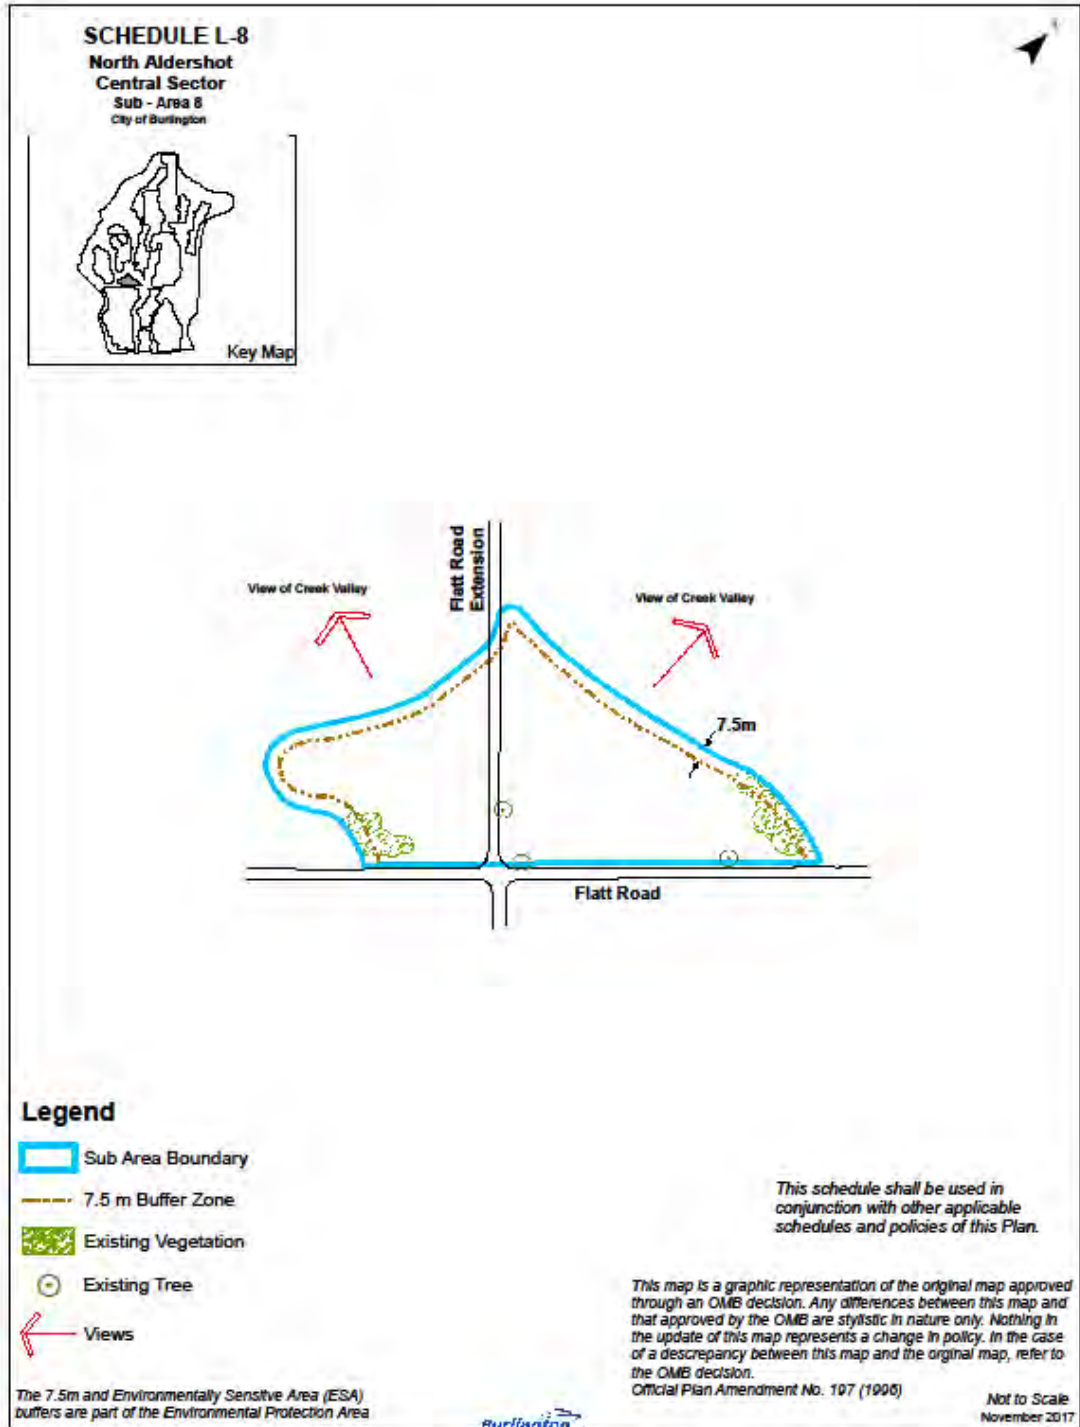 SCHEDULE L-8
North Aldershot
Central Sector
Sub - Area 8
City of Burlington
Key Map
Flatt Road
Extension
View of Creek Valley
View of Creek Valley
7.5m
Flatt Road
Legend
Sub Area Boundary
7.5 m Buffer Zone
Existing Vegetation
Existing Tree
Views
This schedule shall be used in
conjunction with other applicable
schedules and policies of this Plan.
This map is a graphic representation of the original map approved
through an OMB decision. Any differences between this map and
that approved by the OMB are stylistic in nature only. Nothing in
the update of this map represents a change in policy. In the case
of a descrepancy between this map and the orginal map, refer to
the OMB decision.
Official Plan Amendment No. 197 (1996)
The 7.5m and Environmentally Sensitve Area (ESA)
buffers are part of the Environmental Protection Area
Burlington
Not to Scale
November 2017